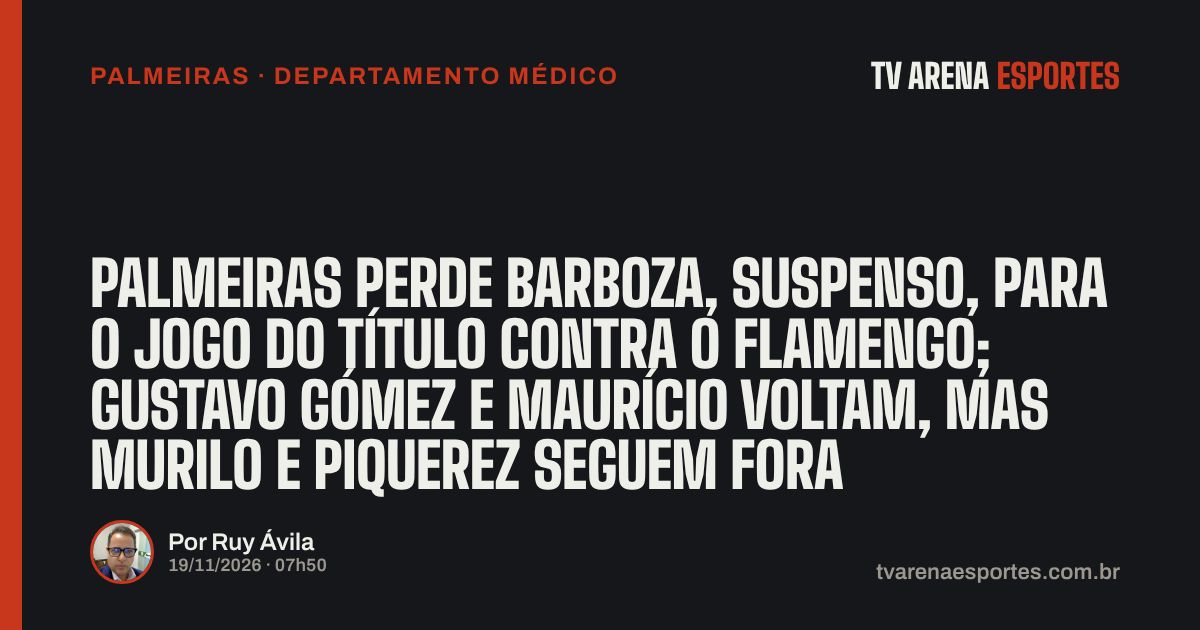 PALMEIRAS · DEPARTAMENTO MÉDICO
TV ARENA ESPORTES
PALMEIRAS PERDE BARBOZA, SUSPENSO, PARA
O JOGO DO TÍTULO CONTRA O FLAMENGO;
GUSTAVO GÓMEZ E MAURÍCIO VOLTAM, MAS
MURILO E PIQUEREZ SEGUEM FORA
Por Ruy Ávila
19/11/2026 · 07h50
tvarenaesportes.com.br